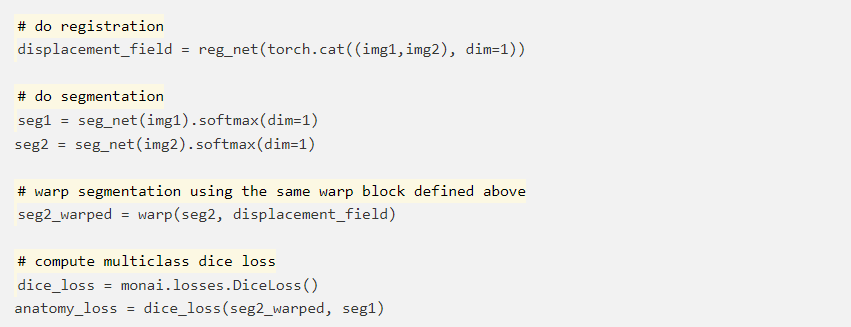 # do registration
displacement_field = reg_net(torch.cat((img1,img2), dim=1))
# do segmentation
seg1 = seg_net(img1).softmax(dim=1)
seg2 = seg_net(img2).softmax(dim=1)
# warp segmentation using the same warp block defined above
seg2_warped = warp(seg2, displacement_field)
# compute multiclass dice loss
dice_loss = monai.losses.DiceLoss()
anatomy_loss = dice_loss(seg2_warped, seg1)